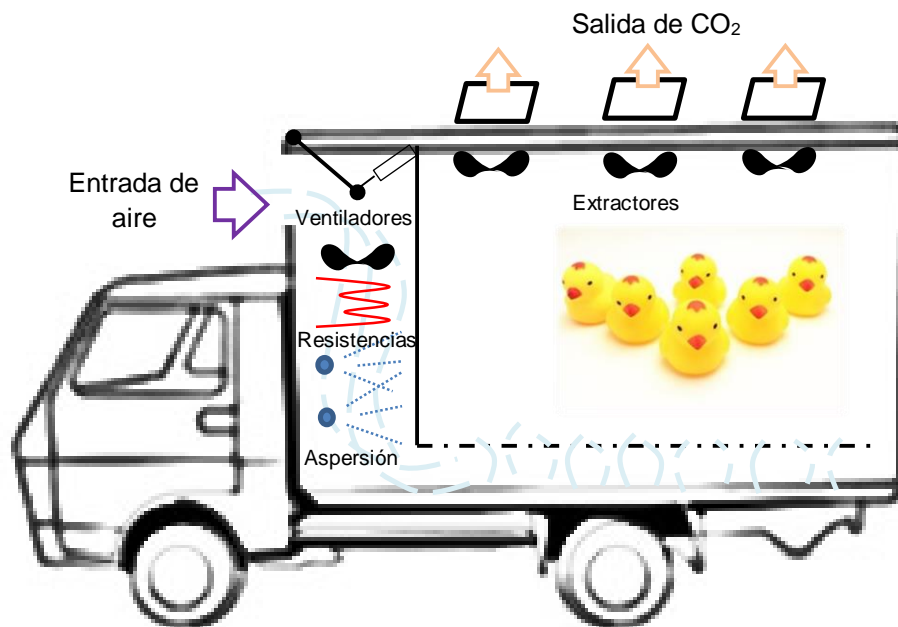 Salida de CO₂
Entrada de
aire
Ventiladores
Extractores
Resistencias
Aspersión